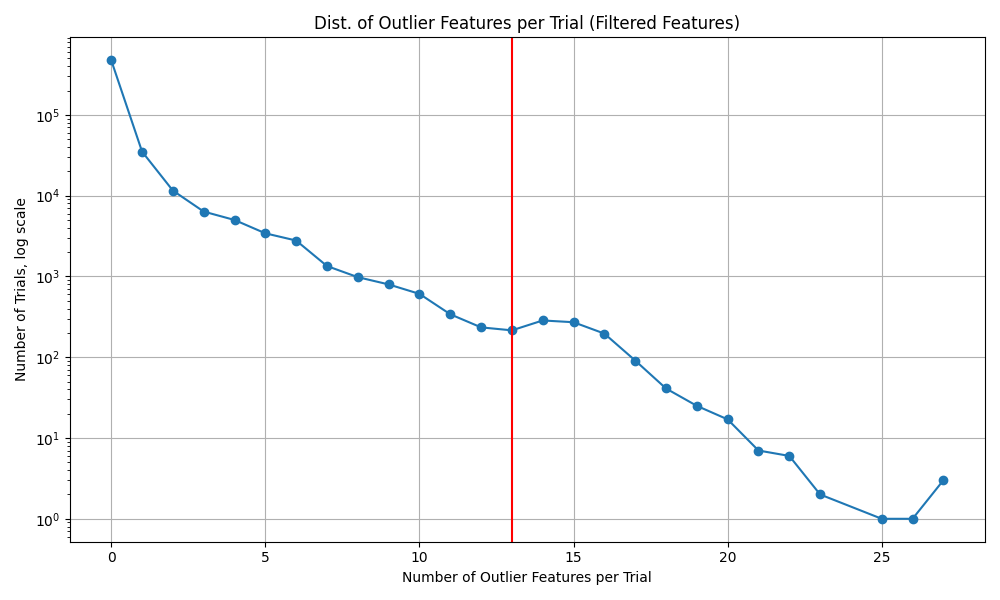 Dist. of Outlier Features per Trial (Filtered Features)
Number of Trials, log scale
10^5
10^4
10^3
10^2
10^1
10^0
0 5 10 15 20 25
Number of Outlier Features per Trial